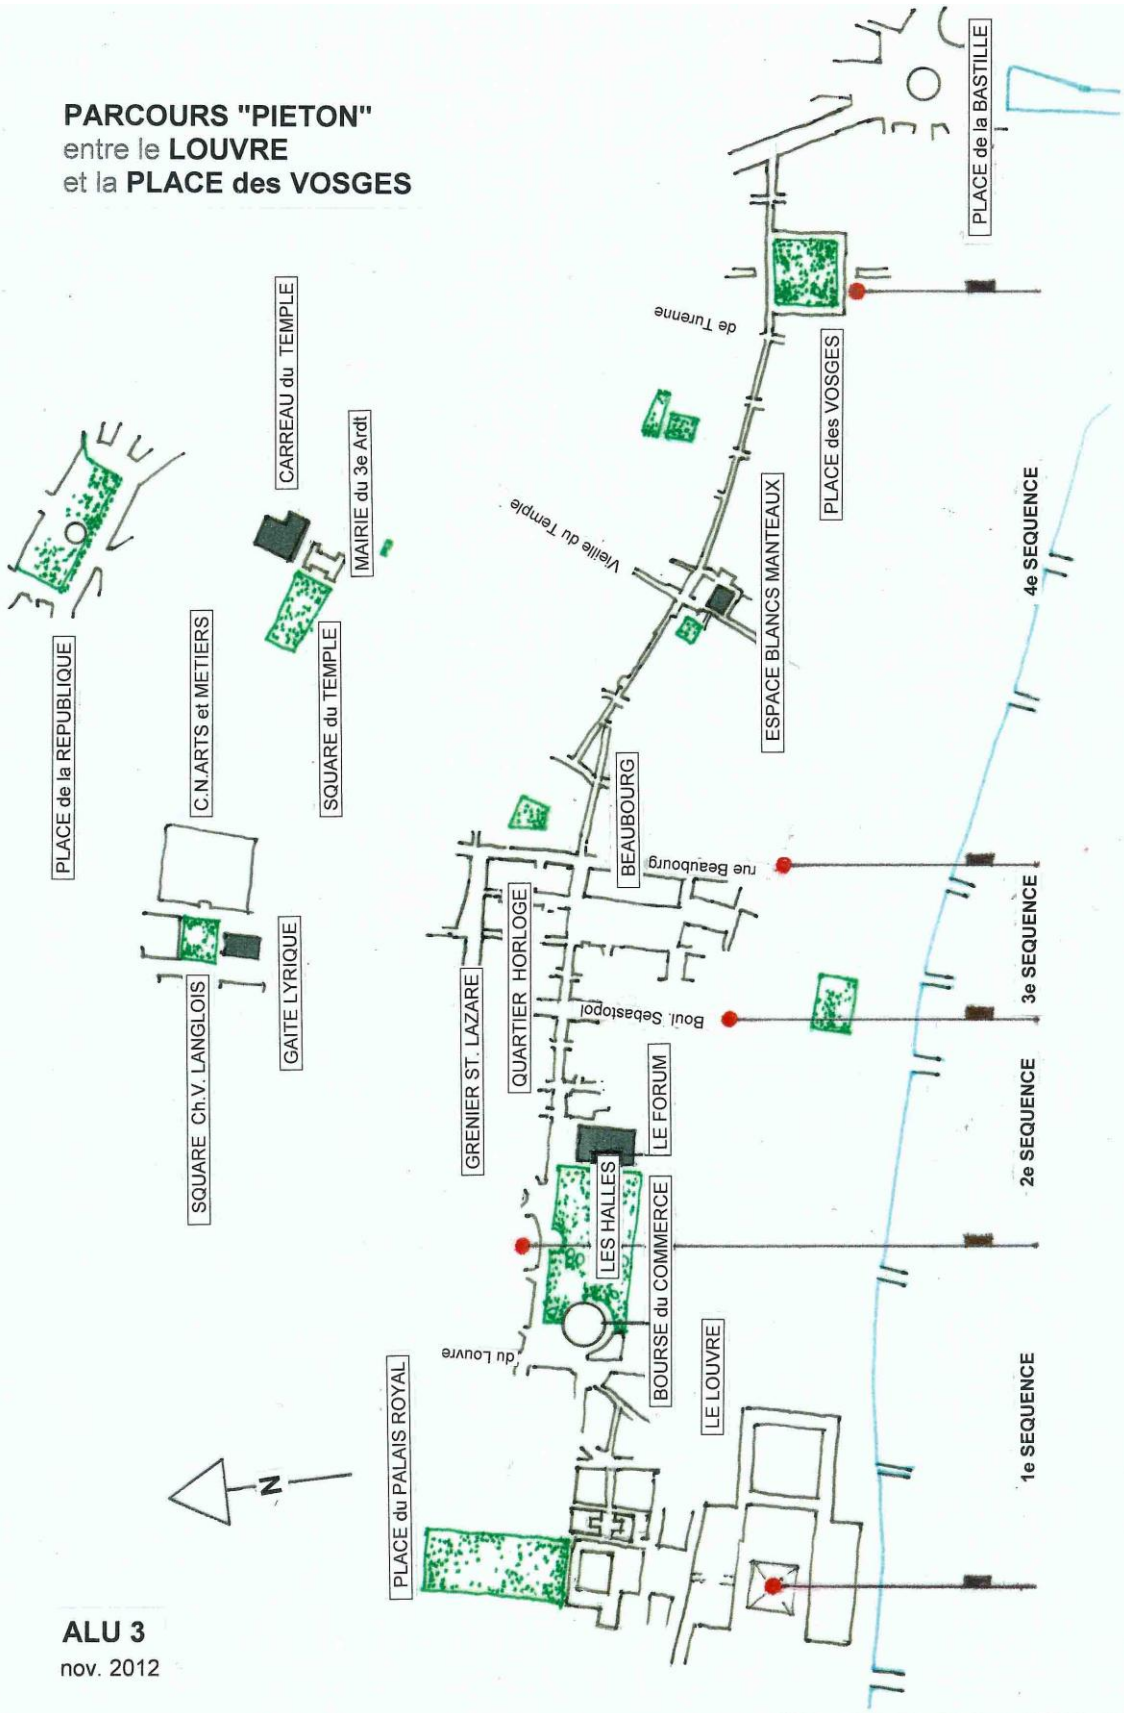 PARCOURS "PIETON"
entre le LOUVRE
et la PLACE des VOSGES
PLACE de la BASTILLE
CARREAU du TEMPLE
de Turenne
PLACE des VOSGES
MAIRIE du 3e Ardt
Vieille du Temple
ESPACE BLANCS MANTEAUX
4e SEQUENCE
PLACE de la REPUBLIQUE
C.N.ARTS et METIERS
SQUARE du TEMPLE
BEAUBOURG
rue Beaubourg
GAITE LYRIQUE
QUARTIER HORLOGE
3e SEQUENCE
SQUARE Ch.V. LANGLOIS
GRENIER ST. LAZARE
Boul. Sebastopol
LE FORUM
2e SEQUENCE
LES HALLES
BOURSE du COMMERCE
du Louvre
LE LOUVRE
PLACE du PALAIS ROYAL
1e SEQUENCE
N
ALU 3
nov. 2012